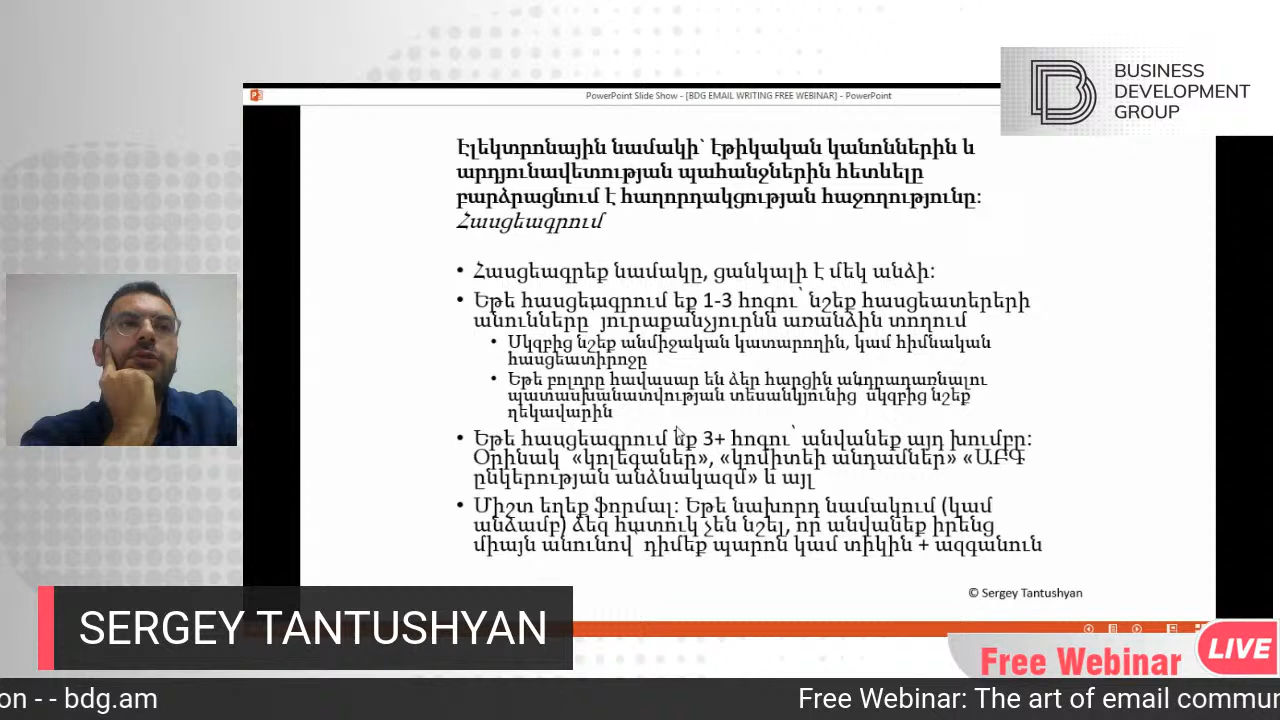 BUSINESS
DEVELOPMENT
GROUP
PowerPoint Slide Show - [BDG EMAIL WRITING FREE WEBINAR] - PowerPoint
Էլեկտրոնային նամակի՝ էթիկական կանոններին և
արդյունավետության պահանջներին հետևելը
բարձրացնում է հաղորդակցության հաջողությունը։
Հասցեագրում
• Հասցեագրեք նամակը, ցանկալի է մեկ անձի։
• Եթե հասցեագրում եք 1-3 հոգու՝ նշեք հասցեատերերի
անունները՝ յուրաքանչյուրնն առանձին տողում
• Սկզբից նշեք անմիջական կատարողին, կամ հիմնական
հասցեատիրոջը
• Եթե բոլորը հավասար են ձեր հարցին անդրադառնալու
պատասխանատվության տեսանկյունից՝ սկզբից նշեք
ղեկավարին
• Եթե հասցեագրում եք 3+ հոգու՝ անվանեք այդ խումբը։
Օրինակ՝ «կոլեգաներ», «կոմիտեի անդամներ» «ԱԲԳ
ընկերության անձնակազմ» և այլ
• Միշտ եղեք ֆորմալ։ Եթե նախորդ նամակում (կամ
անձամբ) ձեզ հատուկ չեն նշել, որ անվանեք իրենց
միայն անունով՝ դիմեք պարոն կամ տիկին + ազգանուն
© Sergey Tantushyan
SERGEY TANTUSHYAN
Free Webinar LIVE
on - - bdg.am Free Webinar: The art of email commu